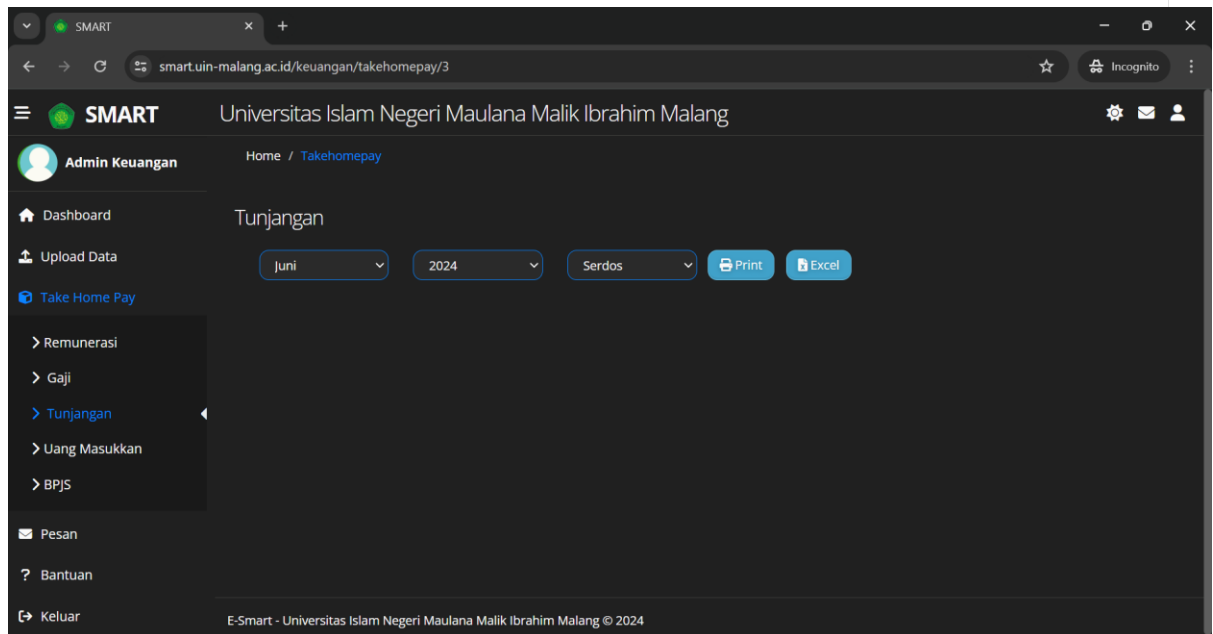 SMART
smart.uin-malang.ac.id/keuangan/takehomepay/3
Incognito
SMART
Universitas Islam Negeri Maulana Malik Ibrahim Malang
Admin Keuangan
Home / Takehomepay
Dashboard
Upload Data
Take Home Pay
Remunerasi
Gaji
Tunjangan
Uang Masukkan
BPJS
Pesan
? Bantuan
Keluar
Tunjangan
Juni 2024 Serdos Print Excel
E-Smart - Universitas Islam Negeri Maulana Malik Ibrahim Malang © 2024